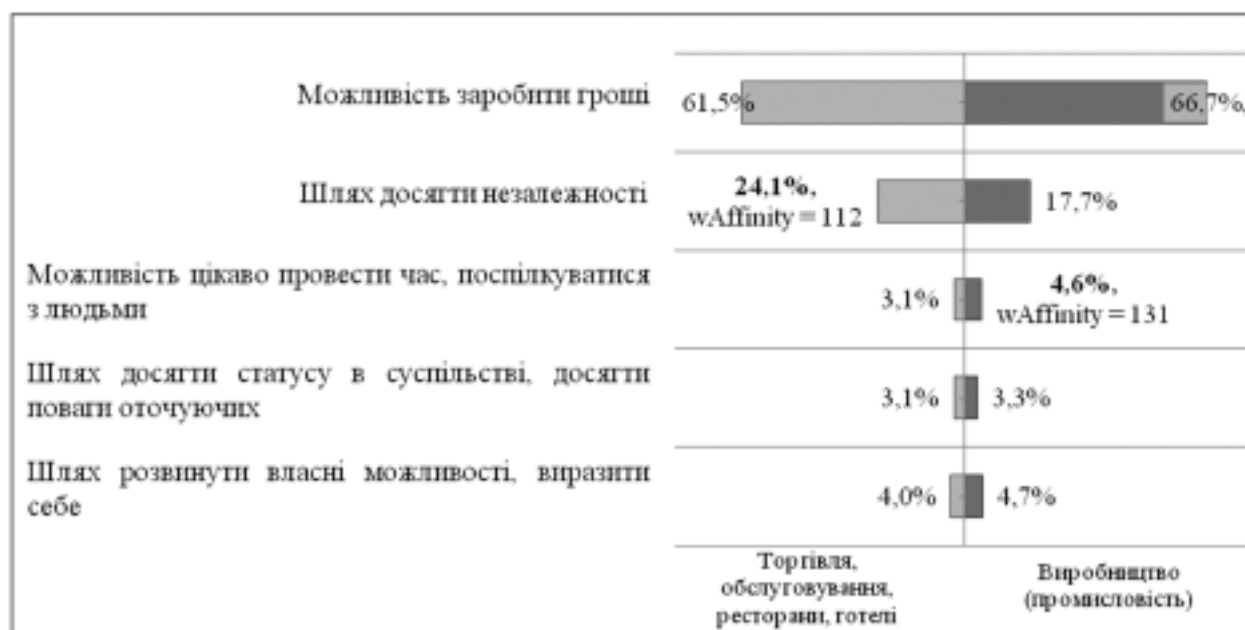 Можливість заробити гроші
61,5%
66,7%,
Шлях досягти незалежності
24,1%,
wAffinity = 112
17,7%
Можливість цікаво провести час, поспілкуватися
з людьми
3,1%
4,6%,
wAffinity = 131
Шлях досягти статусу в суспільстві, досягти
поваги оточуючих
3,1%
3,3%
Шлях розвинути власні можливості, виразити
себе
4,0%
4,7%
Торгівля,
обслуговування,
ресторани, готелі
Виробництво
(промисловість)